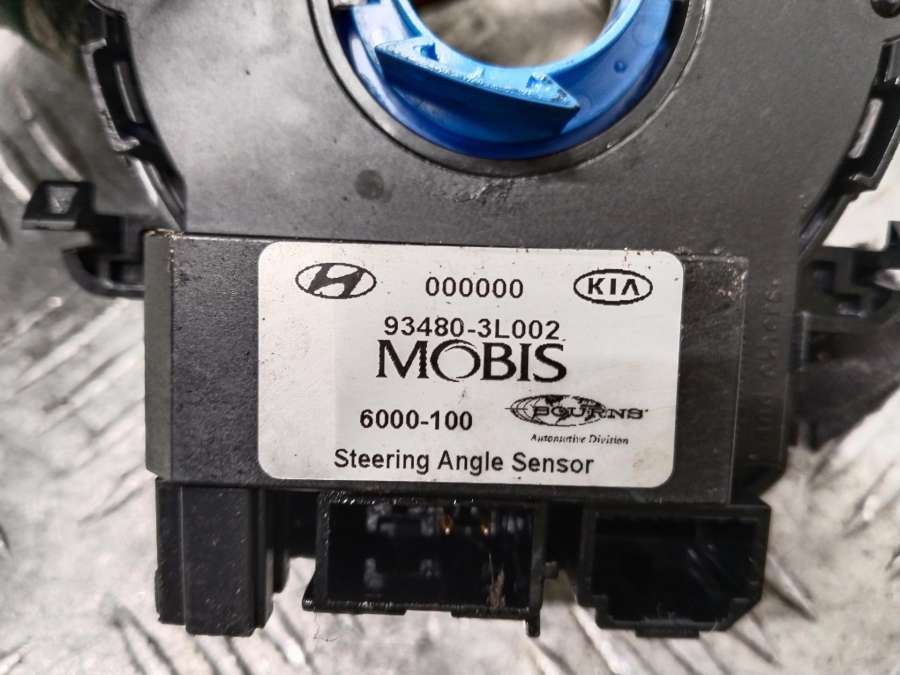 000000
KIA
93480-3L002
MOBIS
6000-100
BOURNS
Automotive Division
Steering Angle Sensor